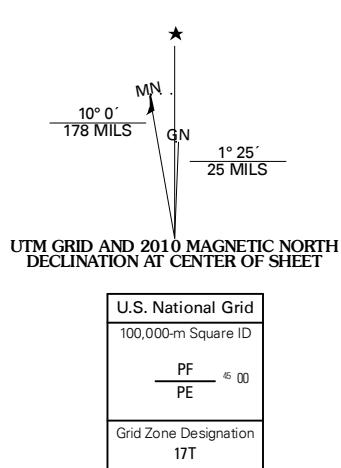 ★
MN
10° 0´
178 MILS
GN
1° 25´
25 MILS
UTM GRID AND 2010 MAGNETIC NORTH
DECLINATION AT CENTER OF SHEET
U.S. National Grid
100,000-m Square ID
PF
45 00
PE
Grid Zone Designation
17T